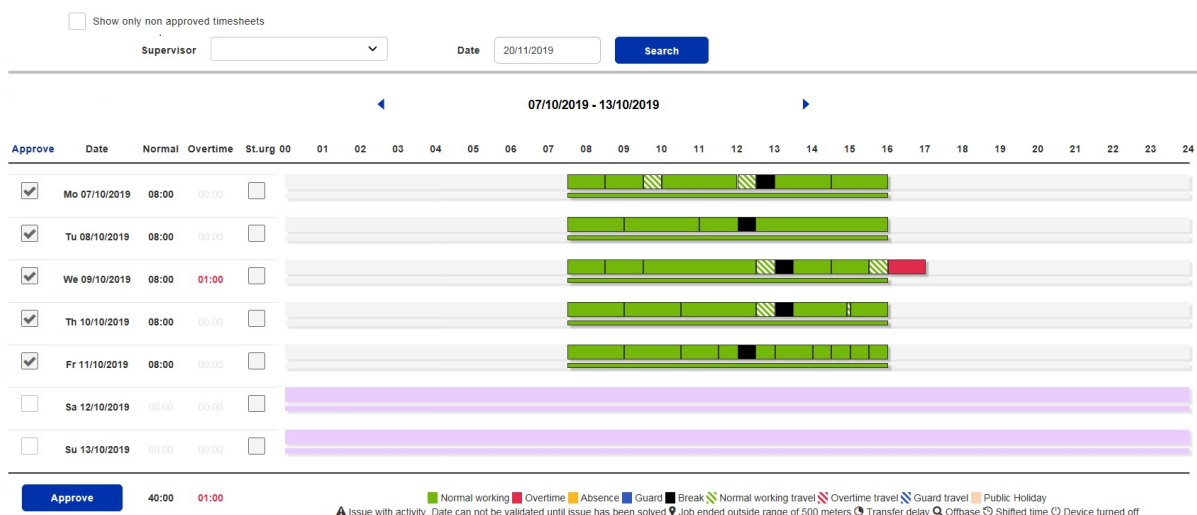 Show only non approved timesheets
Supervisor Date 20/11/2019 Search
07/10/2019 - 13/10/2019
Approve Date Normal Overtime St.urg 00 01 02 03 04 05 06 07 08 09 10 11 12 13 14 15 16 17 18 19 20 21 22 23 24
Mo 07/10/2019 08:00 00:00
Tu 08/10/2019 08:00 00:00
We 09/10/2019 08:00 01:00
Th 10/10/2019 08:00 00:00
Fr 11/10/2019 08:00 00:00
Sa 12/10/2019 00:00 00:00
Su 13/10/2019 00:00 00:00
Approve 40:00 01:00 Normal working Overtime Absence Guard Break Normal working travel Overtime travel Guard travel Public Holiday
Issue with activity. Date can not be validated until issue has been solved Job ended outside range of 500 meters Transfer delay Offbase Shifted time Device turned off